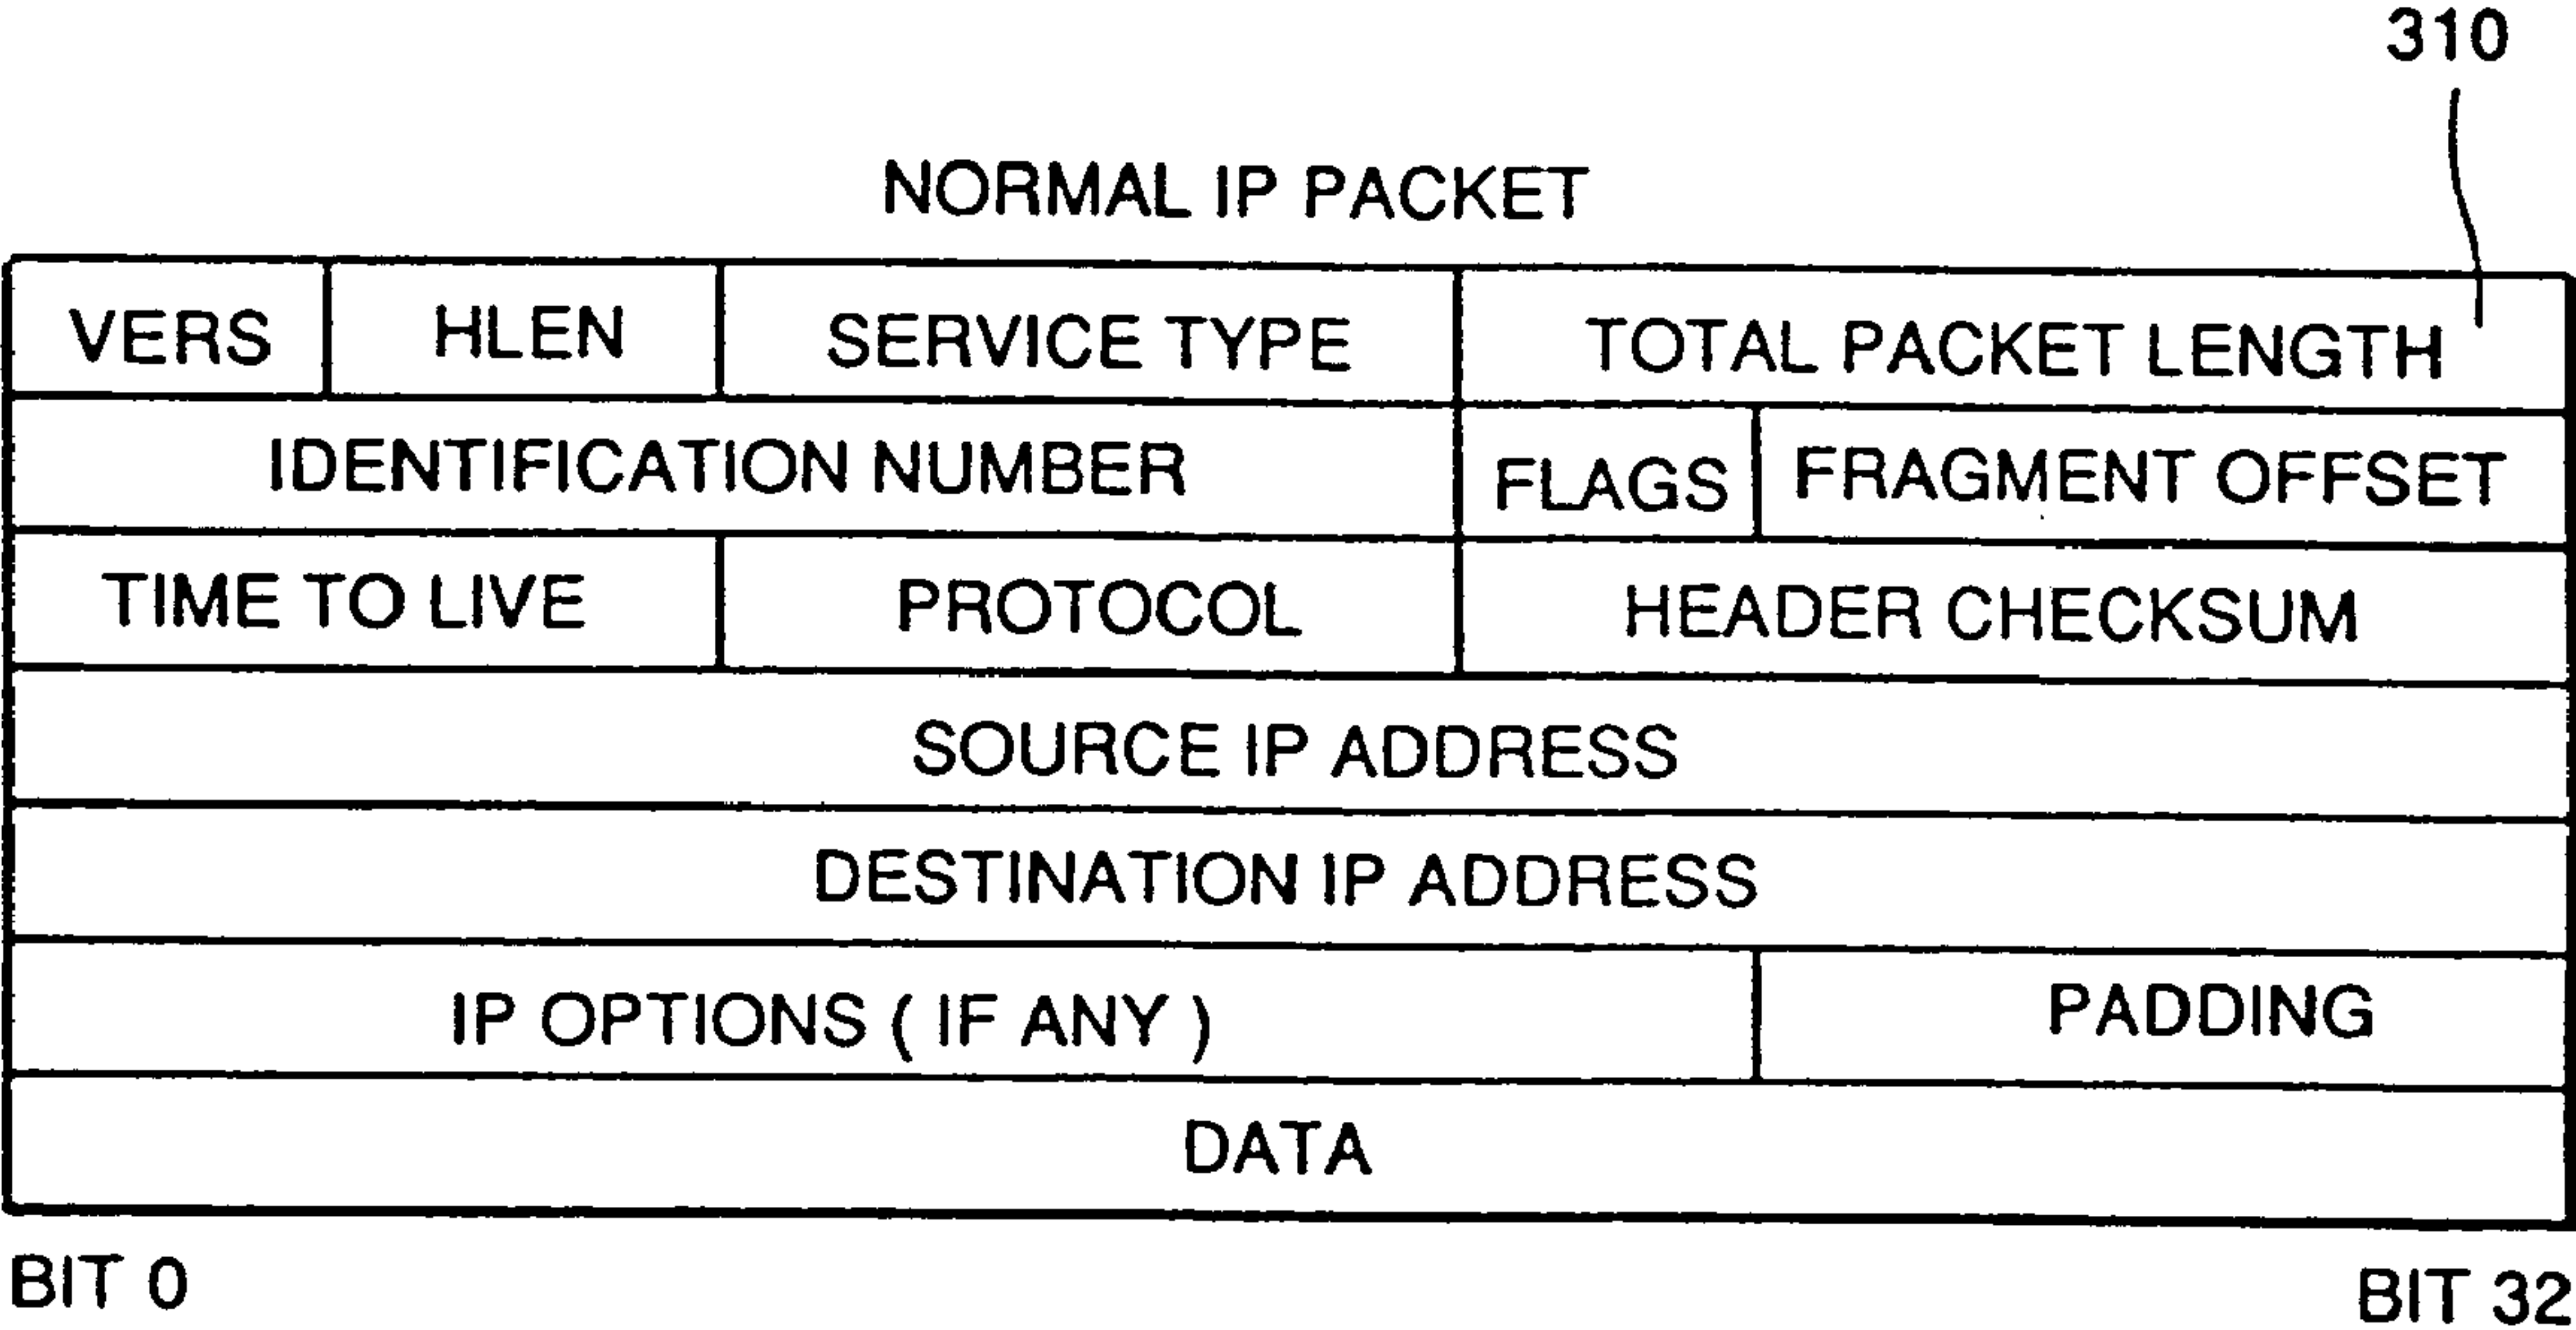 310
NORMAL IP PACKET
VERS HLEN SERVICE TYPE TOTAL PACKET LENGTH
IDENTIFICATION NUMBER FLAGS FRAGMENT OFFSET
TIME TO LIVE PROTOCOL HEADER CHECKSUM
SOURCE IP ADDRESS
DESTINATION IP ADDRESS
IP OPTIONS ( IF ANY ) PADDING
DATA
BIT 0 BIT 32